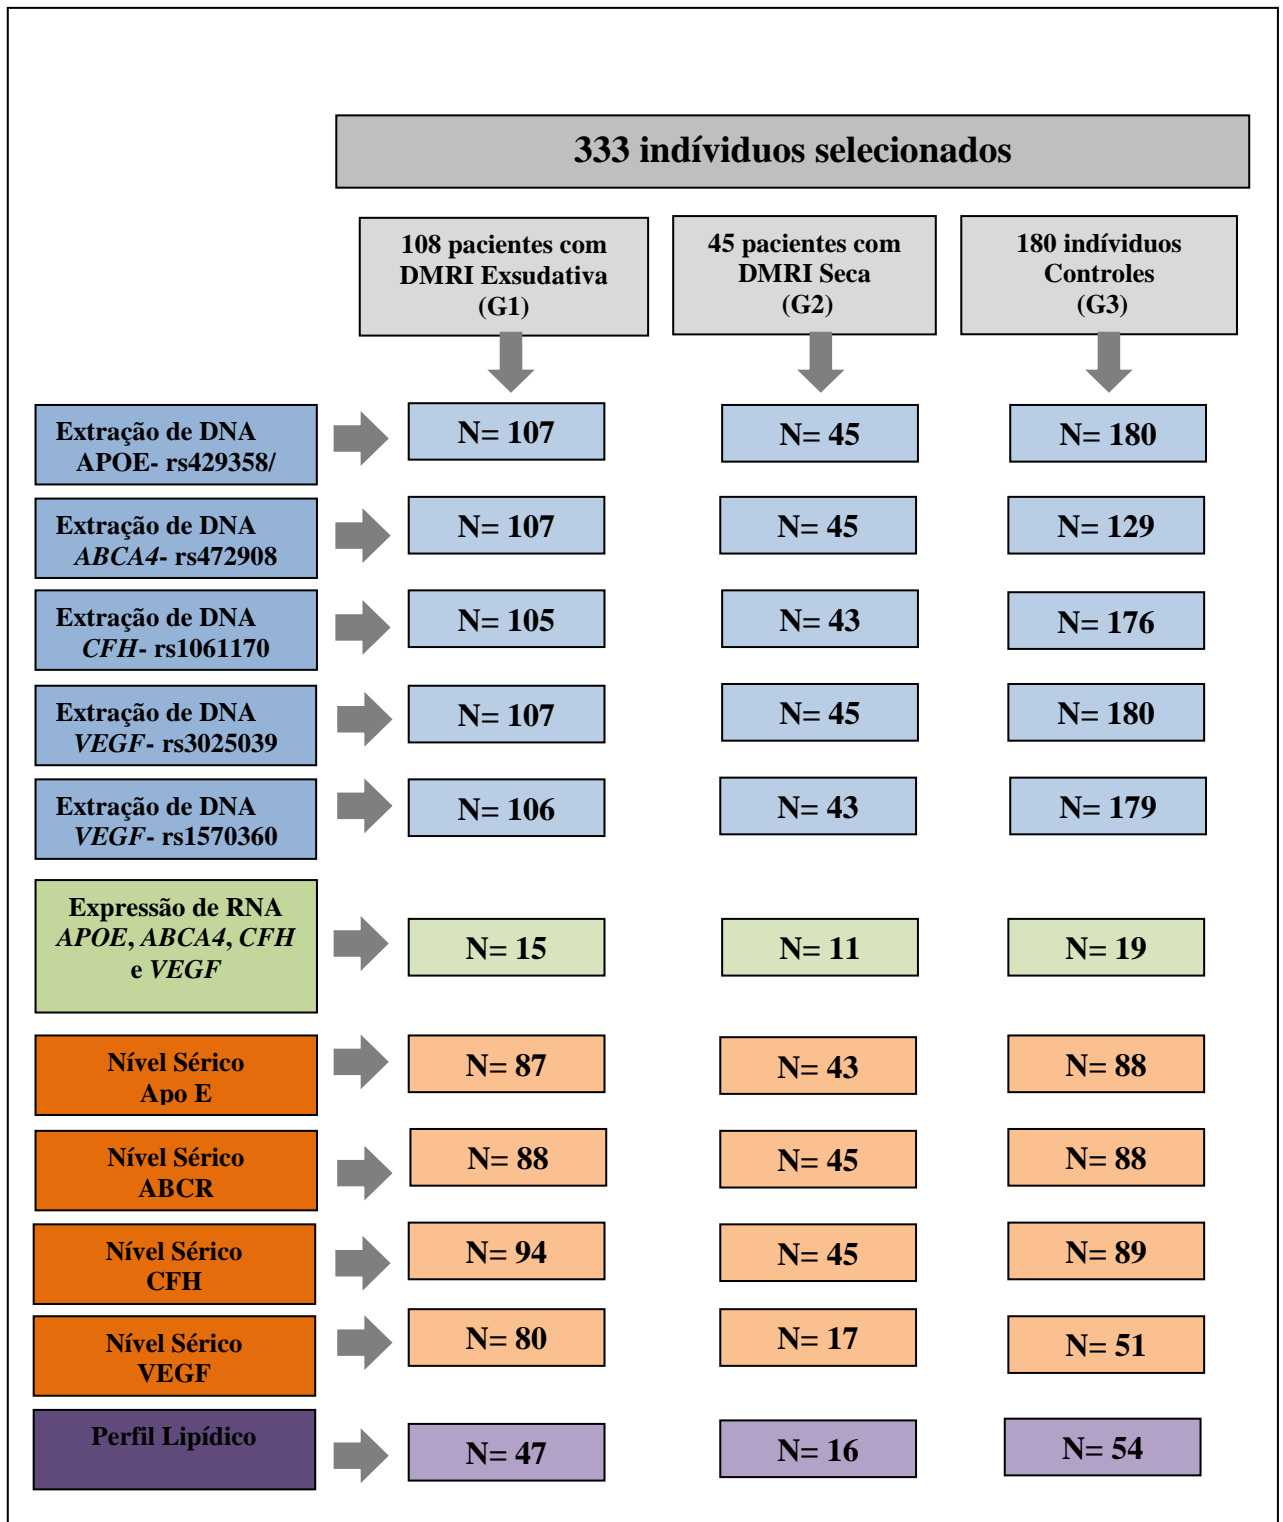 333 indíviduos selecionados
108 pacientes com
DMRI Exsudativa
(G1)
45 pacientes com
DMRI Seca
(G2)
180 indíviduos
Controles
(G3)
Extração de DNA
APOE- rs429358/
N= 107
N= 45
N= 180
Extração de DNA
ABCA4- rs472908
N= 107
N= 45
N= 129
Extração de DNA
CFH- rs1061170
N= 105
N= 43
N= 176
Extração de DNA
VEGF- rs3025039
N= 107
N= 45
N= 180
Extração de DNA
VEGF- rs1570360
N= 106
N= 43
N= 179
Expressão de RNA
APOE, ABCA4, CFH
e VEGF
N= 15
N= 11
N= 19
Nível Sérico
Apo E
N= 87
N= 43
N= 88
Nível Sérico
ABCR
N= 88
N= 45
N= 88
Nível Sérico
CFH
N= 94
N= 45
N= 89
Nível Sérico
VEGF
N= 80
N= 17
N= 51
Perfil Lipídico
N= 47
N= 16
N= 54